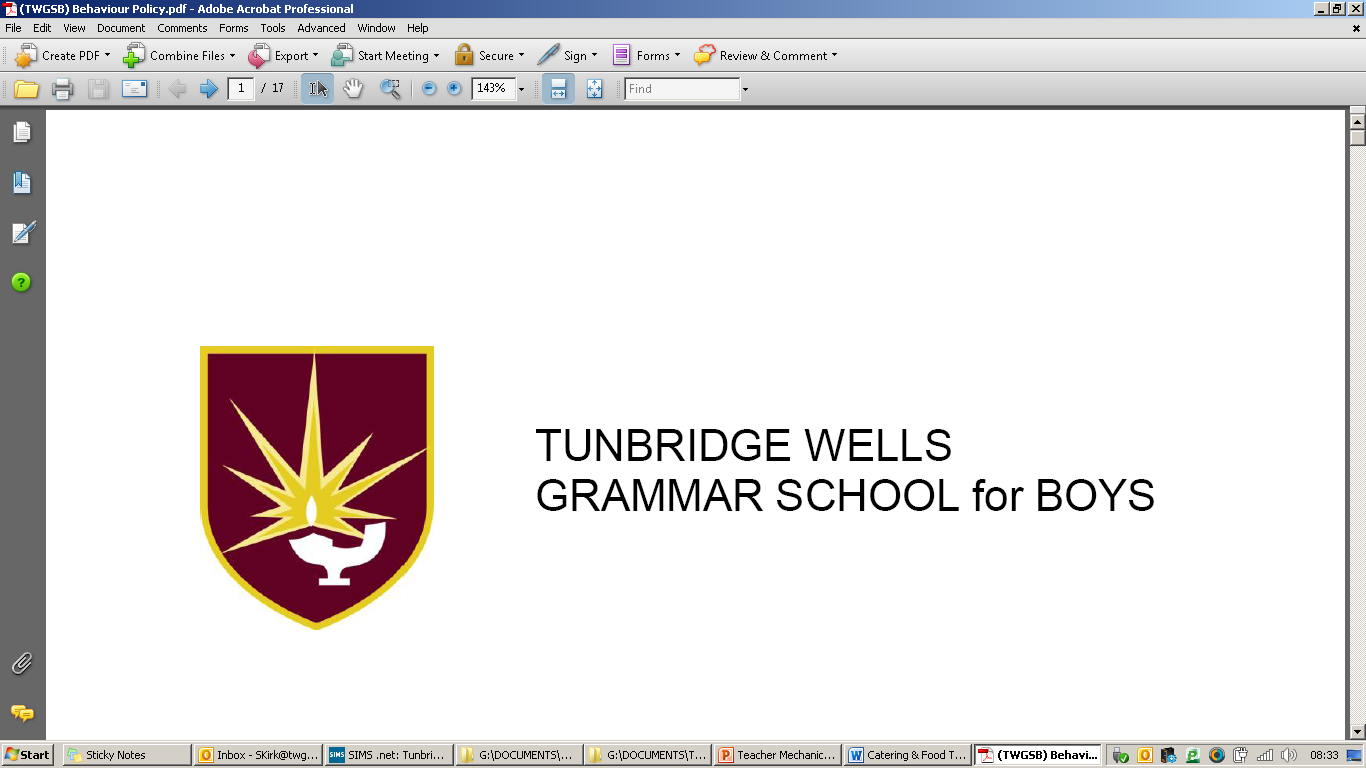 (TWGSB) Behaviour Policy.pdf - Adobe Acrobat Professional
File Edit View Document Comments Forms Tools Advanced Window Help
Create PDF Combine Files Export Start Meeting Secure Sign Forms Review & Comment
1 / 17 143% Find
TUNBRIDGE WELLS
GRAMMAR SCHOOL for BOYS
Start Sticky Notes Inbox - SKirk@twg... SIMS SIMS .net: Tunbri... G:\DOCUMENTS\... G:\DOCUMENTS\T... Teacher Mechanic... Catering & Food T... (TWGSB) Behavi... 08:33